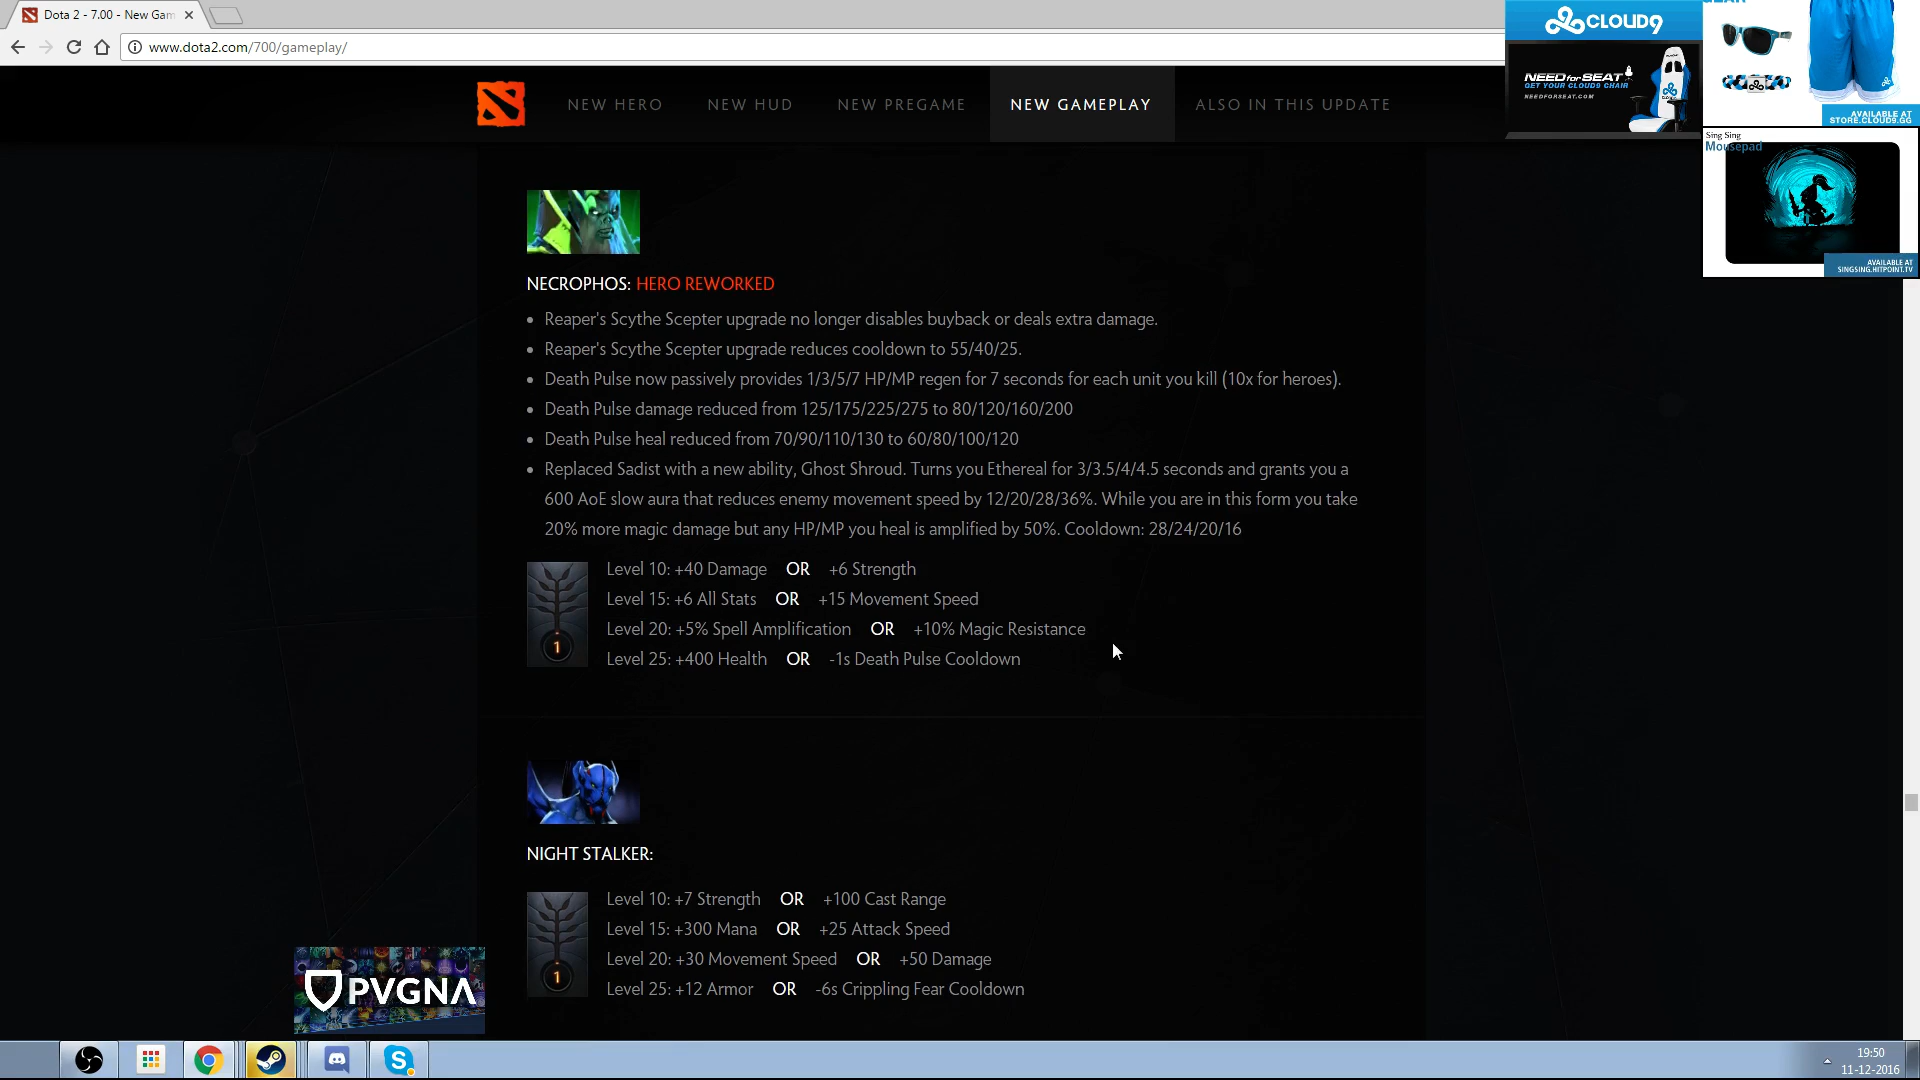 Dota 2 - 7.00 - New Gam
www.dota2.com/700/gameplay/
NEW HERO
NEW HUD
NEW PREGAME
NEW GAMEPLAY
ALSO IN THIS UPDATE
CLOUD9
NEED for SEAT
GET YOUR CLOUD9 CHAIR
NEEDFORSEAT.COM
GEAR
AVAILABLE AT
STORE.CLOUD9.GG
Sing Sing
Mousepad
AVAILABLE AT
SINGSING.HITPOINT.TV
NECROPHOS: HERO REWORKED
• Reaper's Scythe Scepter upgrade no longer disables buyback or deals extra damage.
• Reaper's Scythe Scepter upgrade reduces cooldown to 55/40/25.
• Death Pulse now passively provides 1/3/5/7 HP/MP regen for 7 seconds for each unit you kill (10x for heroes).
• Death Pulse damage reduced from 125/175/225/275 to 80/120/160/200
• Death Pulse heal reduced from 70/90/110/130 to 60/80/100/120
• Replaced Sadist with a new ability, Ghost Shroud. Turns you Ethereal for 3/3.5/4/4.5 seconds and grants you a
600 AoE slow aura that reduces enemy movement speed by 12/20/28/36%. While you are in this form you take
20% more magic damage but any HP/MP you heal is amplified by 50%. Cooldown: 28/24/20/16
1
Level 10: +40 Damage OR +6 Strength
Level 15: +6 All Stats OR +15 Movement Speed
Level 20: +5% Spell Amplification OR +10% Magic Resistance
Level 25: +400 Health OR -1s Death Pulse Cooldown
NIGHT STALKER:
1
Level 10: +7 Strength OR +100 Cast Range
Level 15: +300 Mana OR +25 Attack Speed
Level 20: +30 Movement Speed OR +50 Damage
Level 25: +12 Armor OR -6s Crippling Fear Cooldown
PVGNA
19:50
11-12-2016